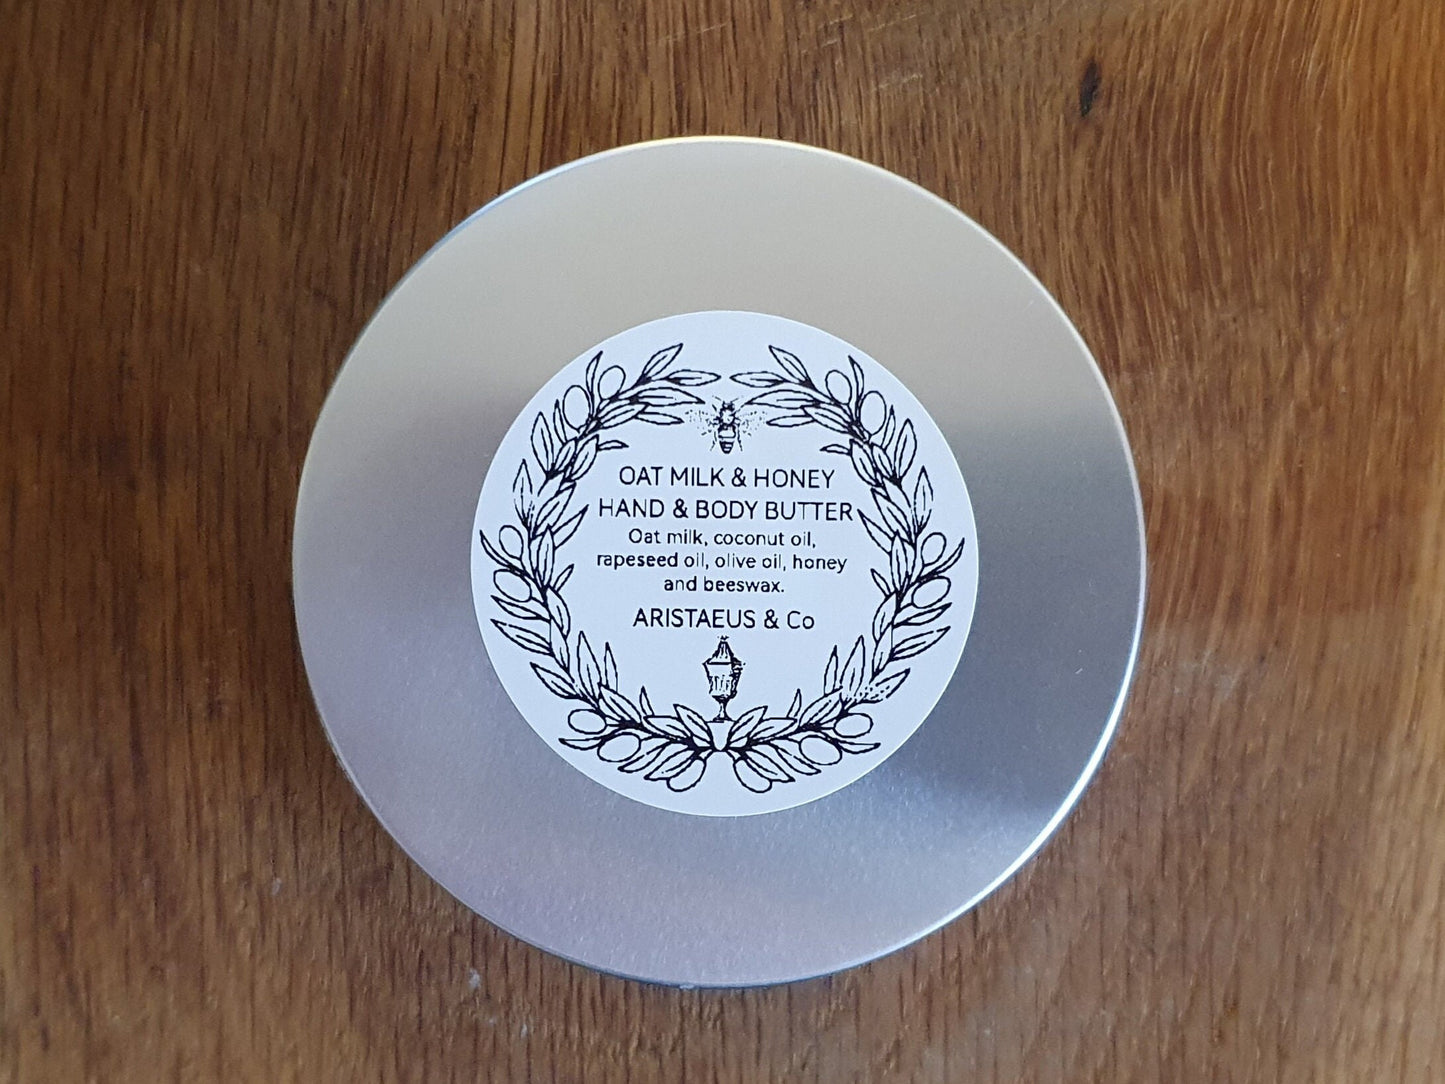 OAT MILK & HONEY
HAND & BODY BUTTER
Oat milk, coconut oil,
rapeseed oil, olive oil, honey
and beeswax.
ARISTAEUS & Co